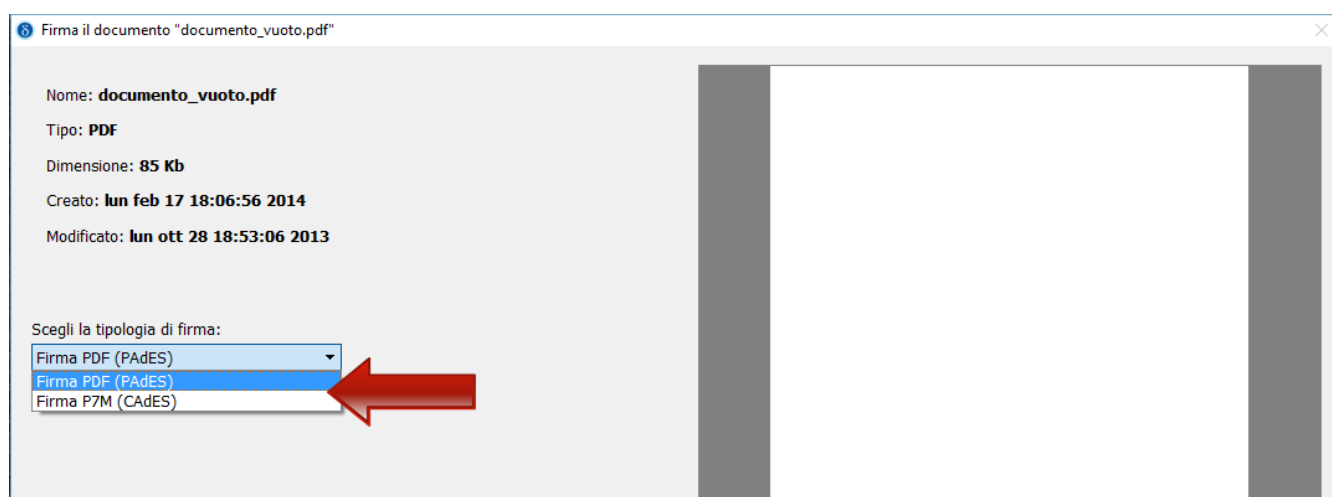 Firma il documento "documento_vuoto.pdf"
Nome: documento_vuoto.pdf
Tipo: PDF
Dimensione: 85 Kb
Creato: lun feb 17 18:06:56 2014
Modificato: lun ott 28 18:53:06 2013
Scegli la tipologia di firma:
Firma PDF (PAdES)
Firma PDF (PAdES)
Firma P7M (CAdES)